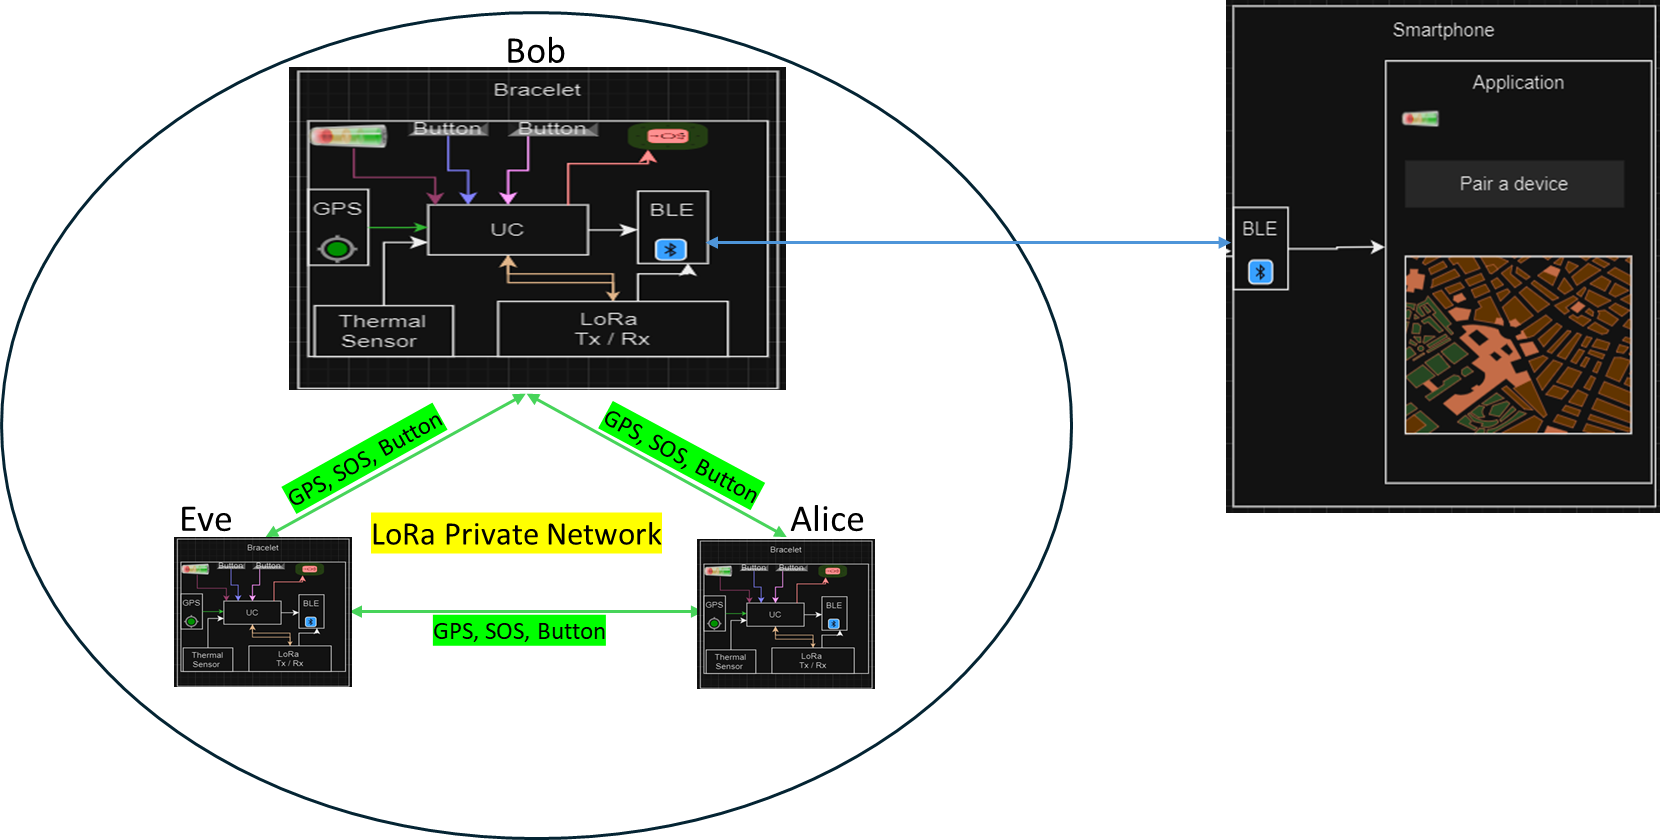 Bob
Bracelet
Button Button
GPS
UC
BLE
Thermal
Sensor
LoRa
Tx / Rx
Smartphone
Application
Pair a device
BLE
GPS, SOS, Button
GPS, SOS, Button
Eve
LoRa Private Network
Alice
Bracelet
Button Button
GPS
UC
BLE
Thermal
Sensor
LoRa
Tx / Rx
GPS, SOS, Button
Bracelet
Button Button
GPS
UC
BLE
Thermal
Sensor
LoRa
Tx / Rx